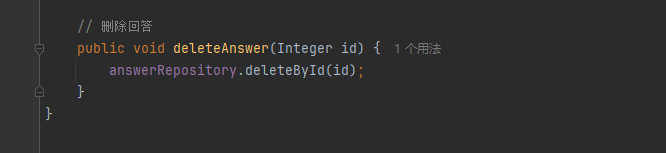 // 删除回答
public void deleteAnswer(Integer id) { 1 个用法
answerRepository.deleteById(id);
}
}